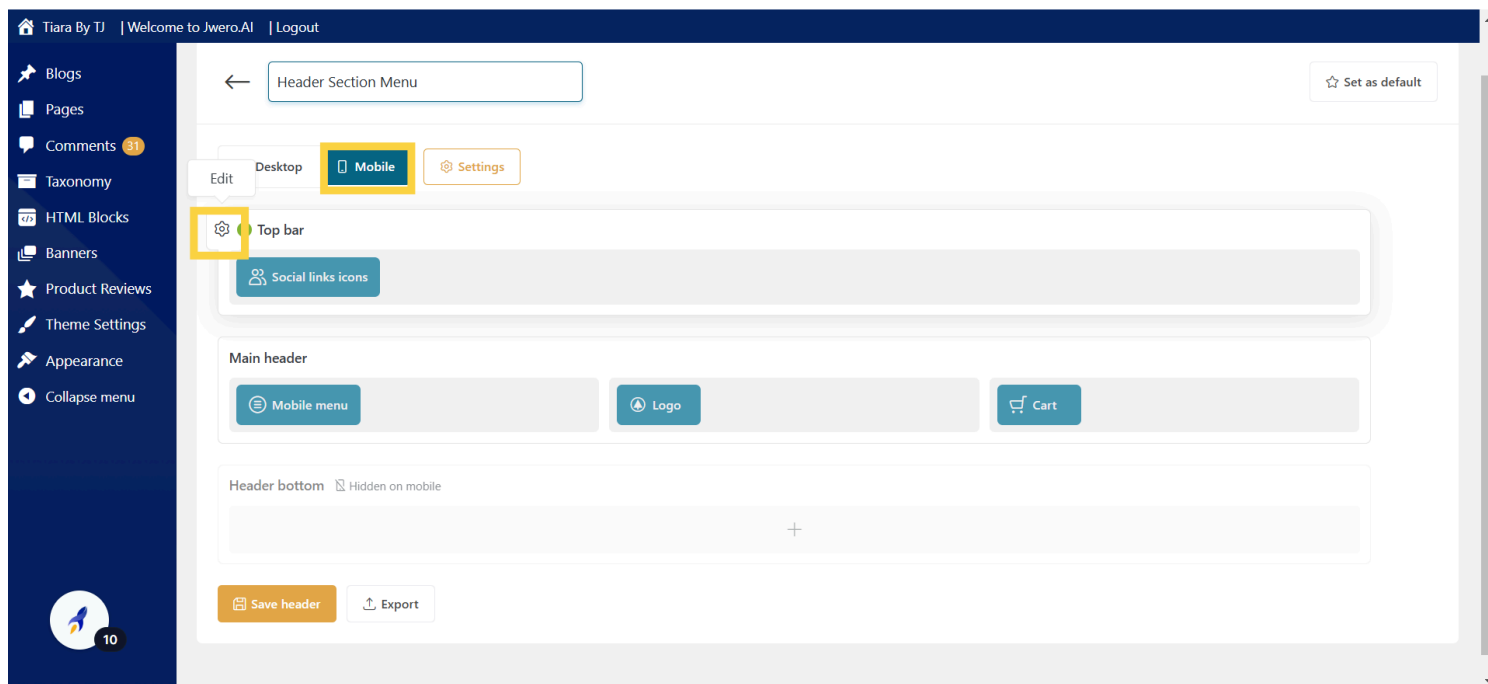 Tiara By TJ | Welcome to Jwero.AI | Logout
Blogs
Pages
Comments 31
Taxonomy
HTML Blocks
Banners
Product Reviews
Theme Settings
Appearance
Collapse menu
10
Header Section Menu
Set as default
Desktop
Mobile
Settings
Edit
Top bar
Social links icons
Main header
Mobile menu
Logo
Cart
Header bottom Hidden on mobile
Save header
Export